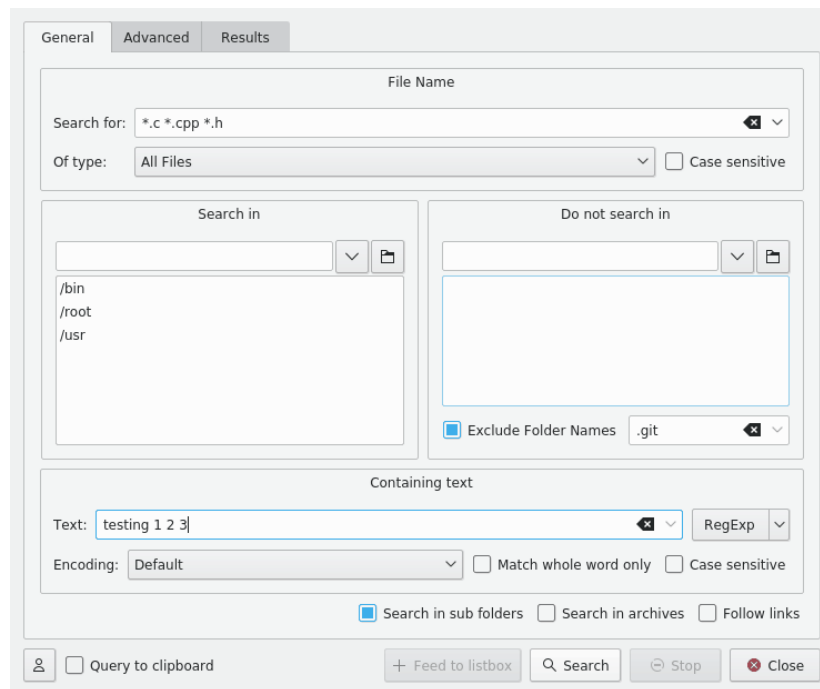 General Advanced Results
File Name
Search for: *.c *.cpp *.h
Of type: All Files Case sensitive
Search in
/bin
/root
/usr
Do not search in
Exclude Folder Names .git
Containing text
Text: testing 1 2 3 RegExp
Encoding: Default Match whole word only Case sensitive
Search in sub folders Search in archives Follow links
Query to clipboard + Feed to listbox Search Stop Close